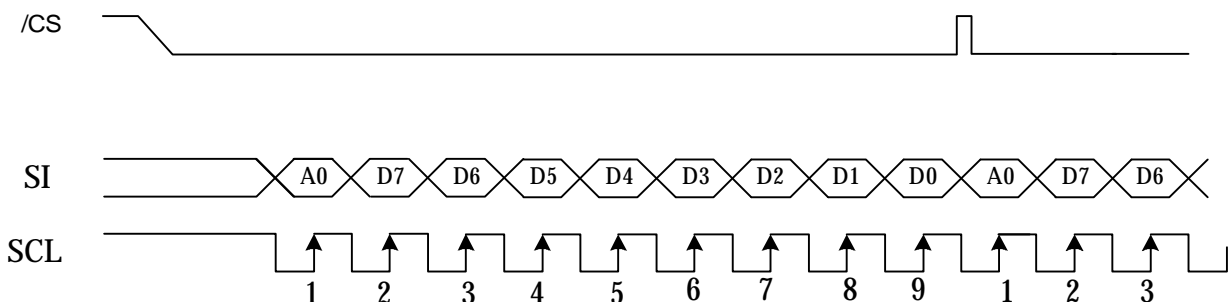 /CS
SI A0 D7 D6 D5 D4 D3 D2 D1 D0 A0 D7 D6
SCL
1 2 3 4 5 6 7 8 9 1 2 3